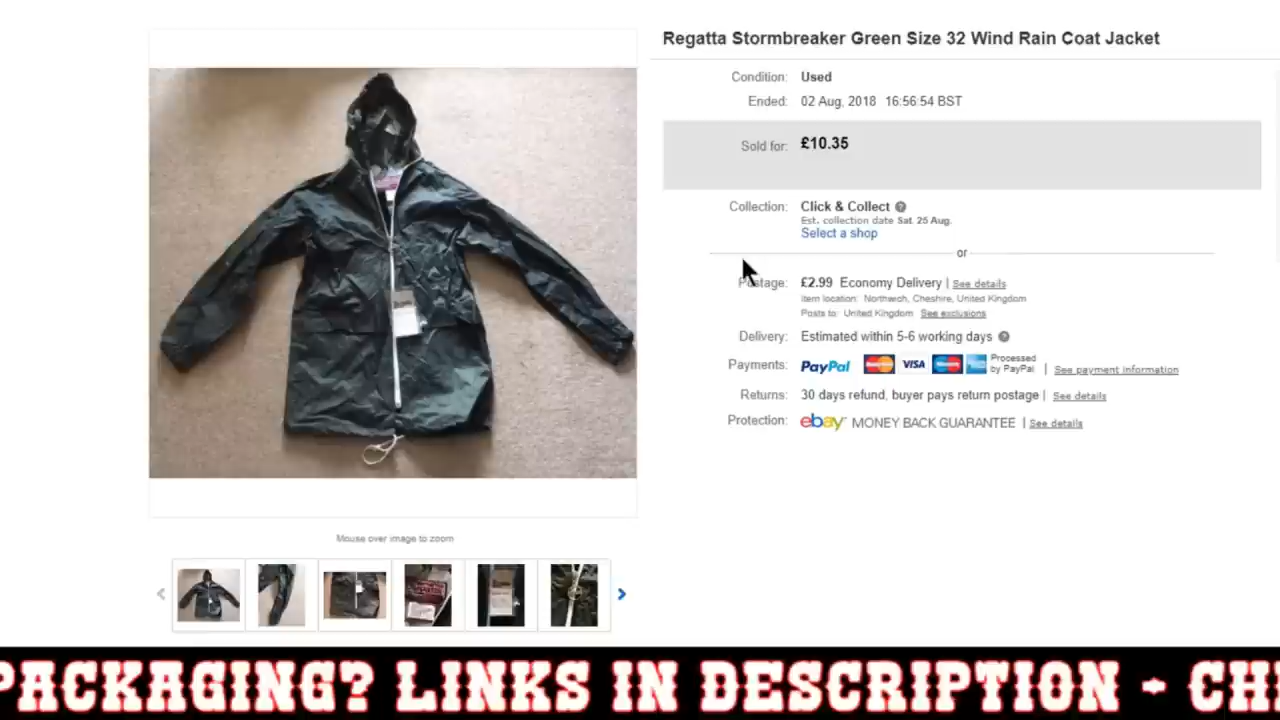 Regatta Stormbreaker Green Size 32 Wind Rain Coat Jacket
Condition: Used
Ended: 02 Aug, 2018 16:56:54 BST
Sold for: £10.35
Collection: Click & Collect
Est. collection date Sat. 25 Aug.
Select a shop
or
Postage: £2.99 Economy Delivery | See details
Item location: Northwich, Cheshire, United Kingdom
Posts to: United Kingdom See exclusions
Delivery: Estimated within 5-6 working days
Payments: PayPal VISA Processed by PayPal | See payment information
Returns: 30 days refund, buyer pays return postage | See details
Protection: ebay MONEY BACK GUARANTEE | See details
Mouse over image to zoom
PACKAGING? LINKS IN DESCRIPTION - CH